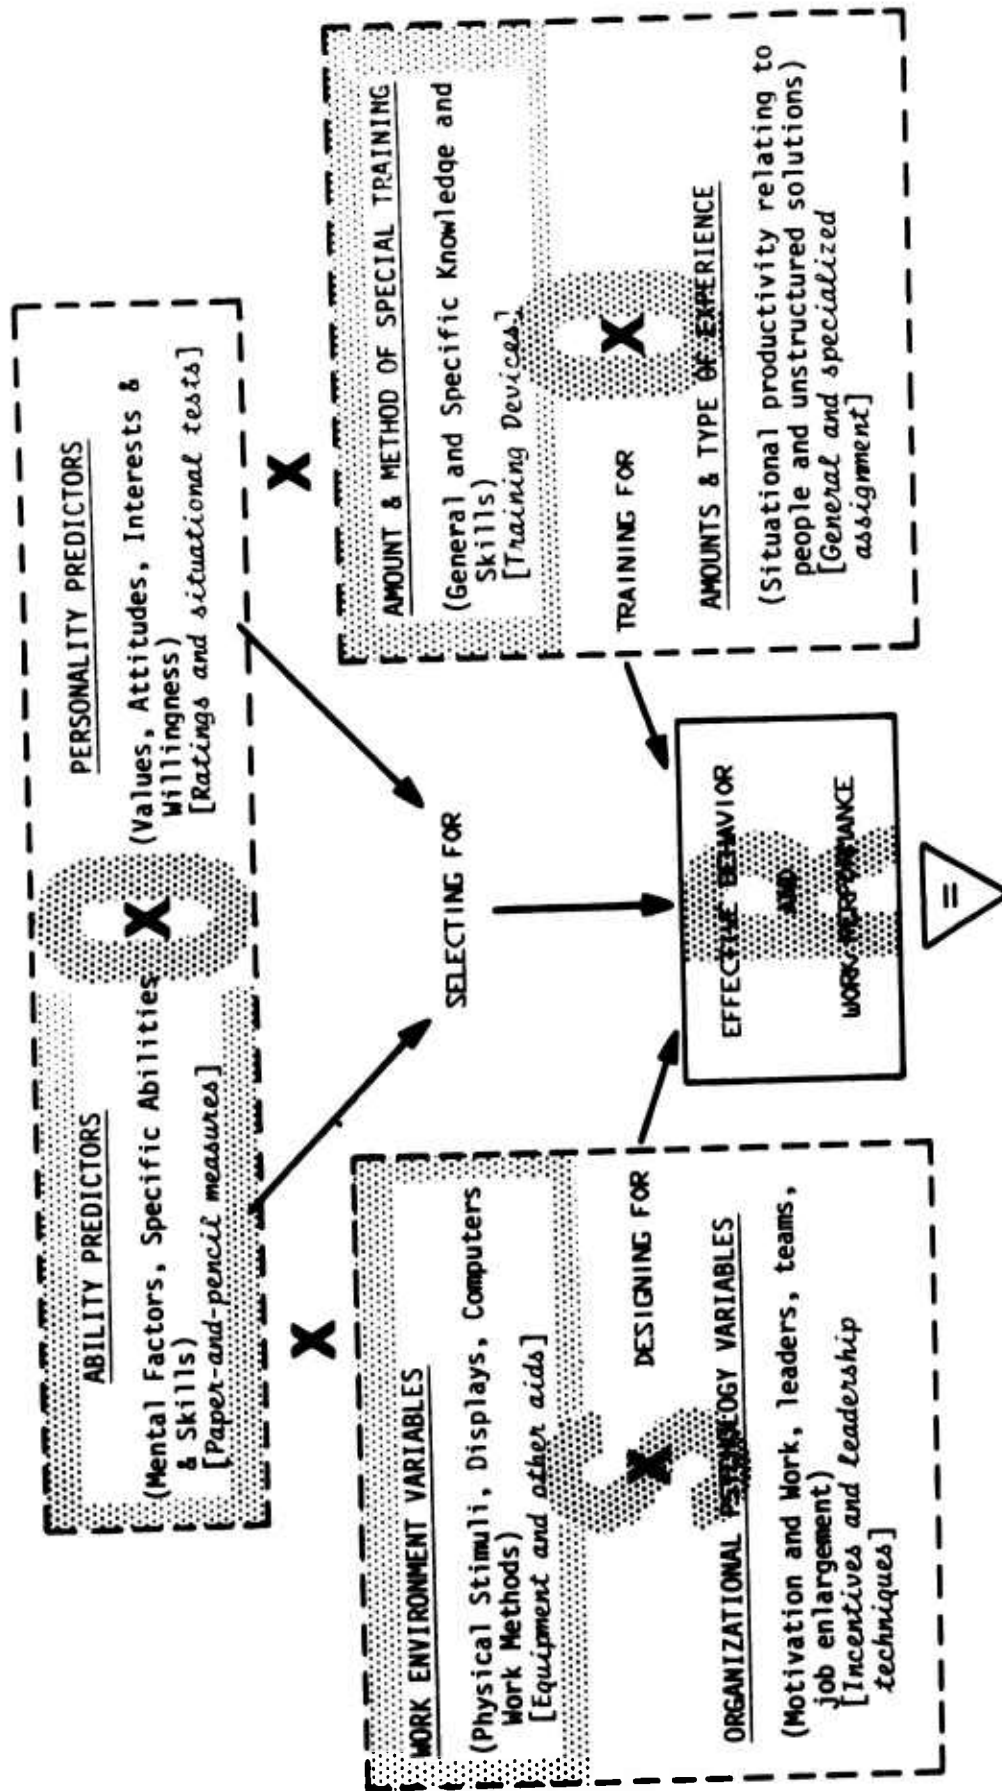 ABILITY PREDICTORS
(Mental Factors, Specific Abilities
& Skills)
[Paper-and-pencil measures]
X
PERSONALITY PREDICTORS
(Values, Attitudes, Interests &
Willingness)
[Ratings and situational tests]
X
X
SELECTING FOR
WORK ENVIRONMENT VARIABLES
(Physical Stimuli, Displays, Computers
Work Methods)
[Equipment and other aids]
X
DESIGNING FOR
ORGANIZATIONAL PSYCHOLOGY VARIABLES
(Motivation and Work, leaders, teams,
job enlargement)
[Incentives and leadership
techniques]
EFFECTIVE BEHAVIOR
AND
WORK PERFORMANCE
=
AMOUNT & METHOD OF SPECIAL TRAINING
(General and Specific Knowledge and
Skills)
[Training Devices]
X
TRAINING FOR
AMOUNTS & TYPE OF EXPERIENCE
(Situational productivity relating to
people and unstructured solutions)
[General and specialized
assignment]